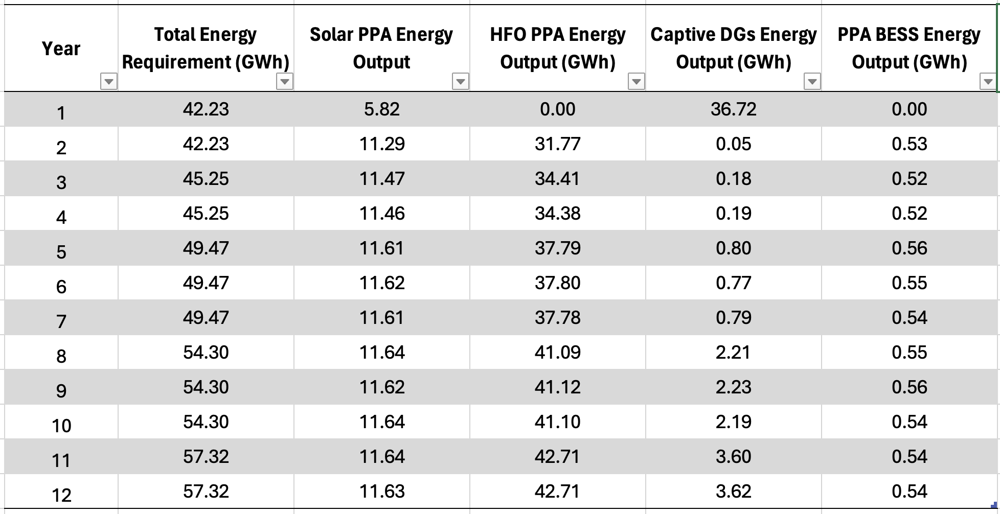 Year Total Energy Requirement (GWh) Solar PPA Energy Output HFO PPA Energy Output (GWh) Captive DGs Energy Output (GWh) PPA BESS Energy Output (GWh)
1 42.23 5.82 0.00 36.72 0.00
2 42.23 11.29 31.77 0.05 0.53
3 45.25 11.47 34.41 0.18 0.52
4 45.25 11.46 34.38 0.19 0.52
5 49.47 11.61 37.79 0.80 0.56
6 49.47 11.62 37.80 0.77 0.55
7 49.47 11.61 37.78 0.79 0.54
8 54.30 11.64 41.09 2.21 0.55
9 54.30 11.62 41.12 2.23 0.56
10 54.30 11.64 41.10 2.19 0.54
11 57.32 11.64 42.71 3.60 0.54
12 57.32 11.63 42.71 3.62 0.54